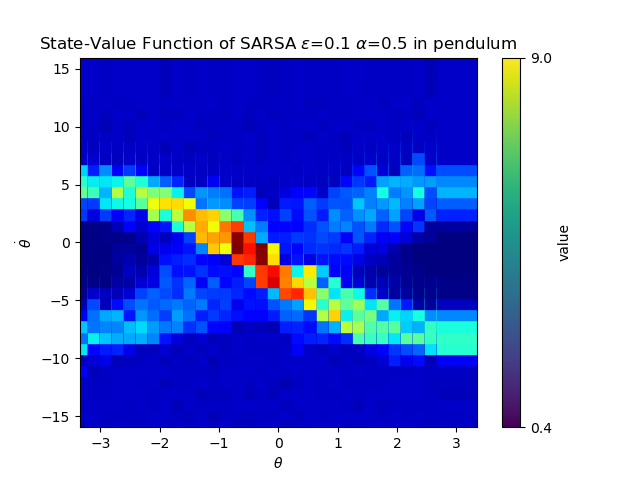 State-Value Function of SARSA ε=0.1 α=0.5 in pendulum
15
10
5
0
−5
−10
−15
θ̇
−3 −2 −1 0 1 2 3
θ
9.0
0.4
value